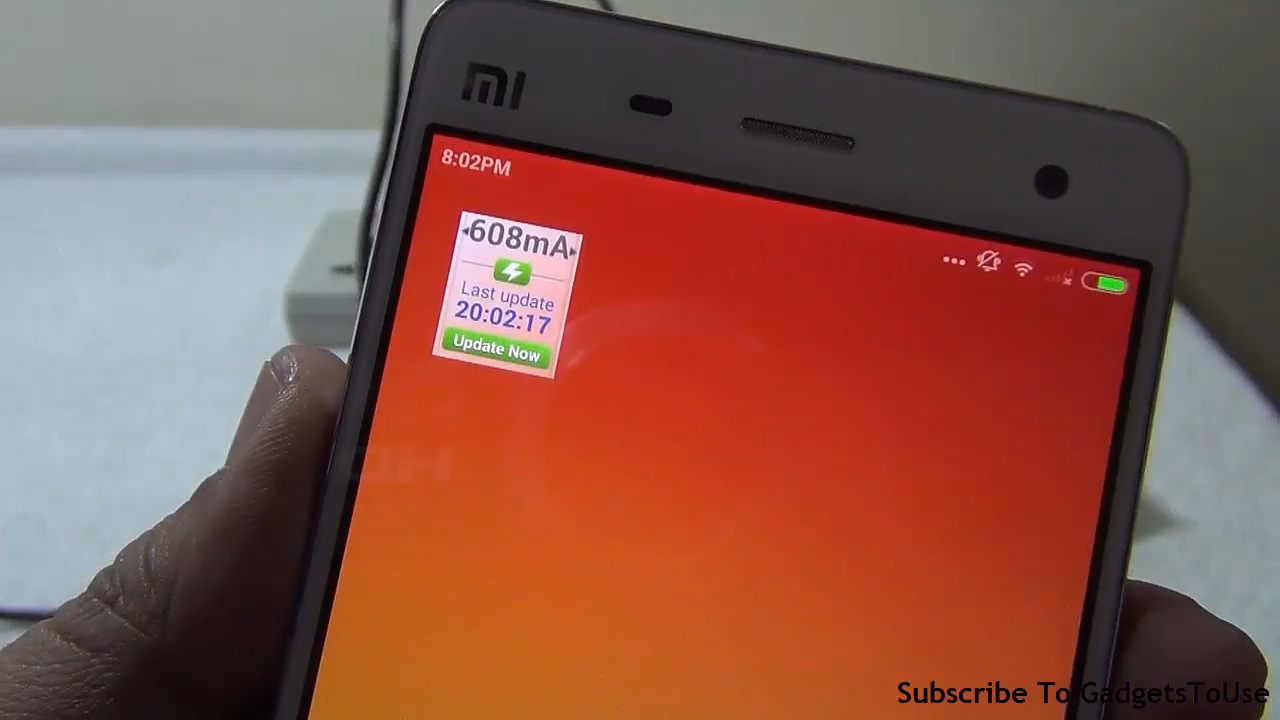 mi
8:02PM
608mA
Last update
20:02:17
Update Now
Subscribe To GadgetsToUse